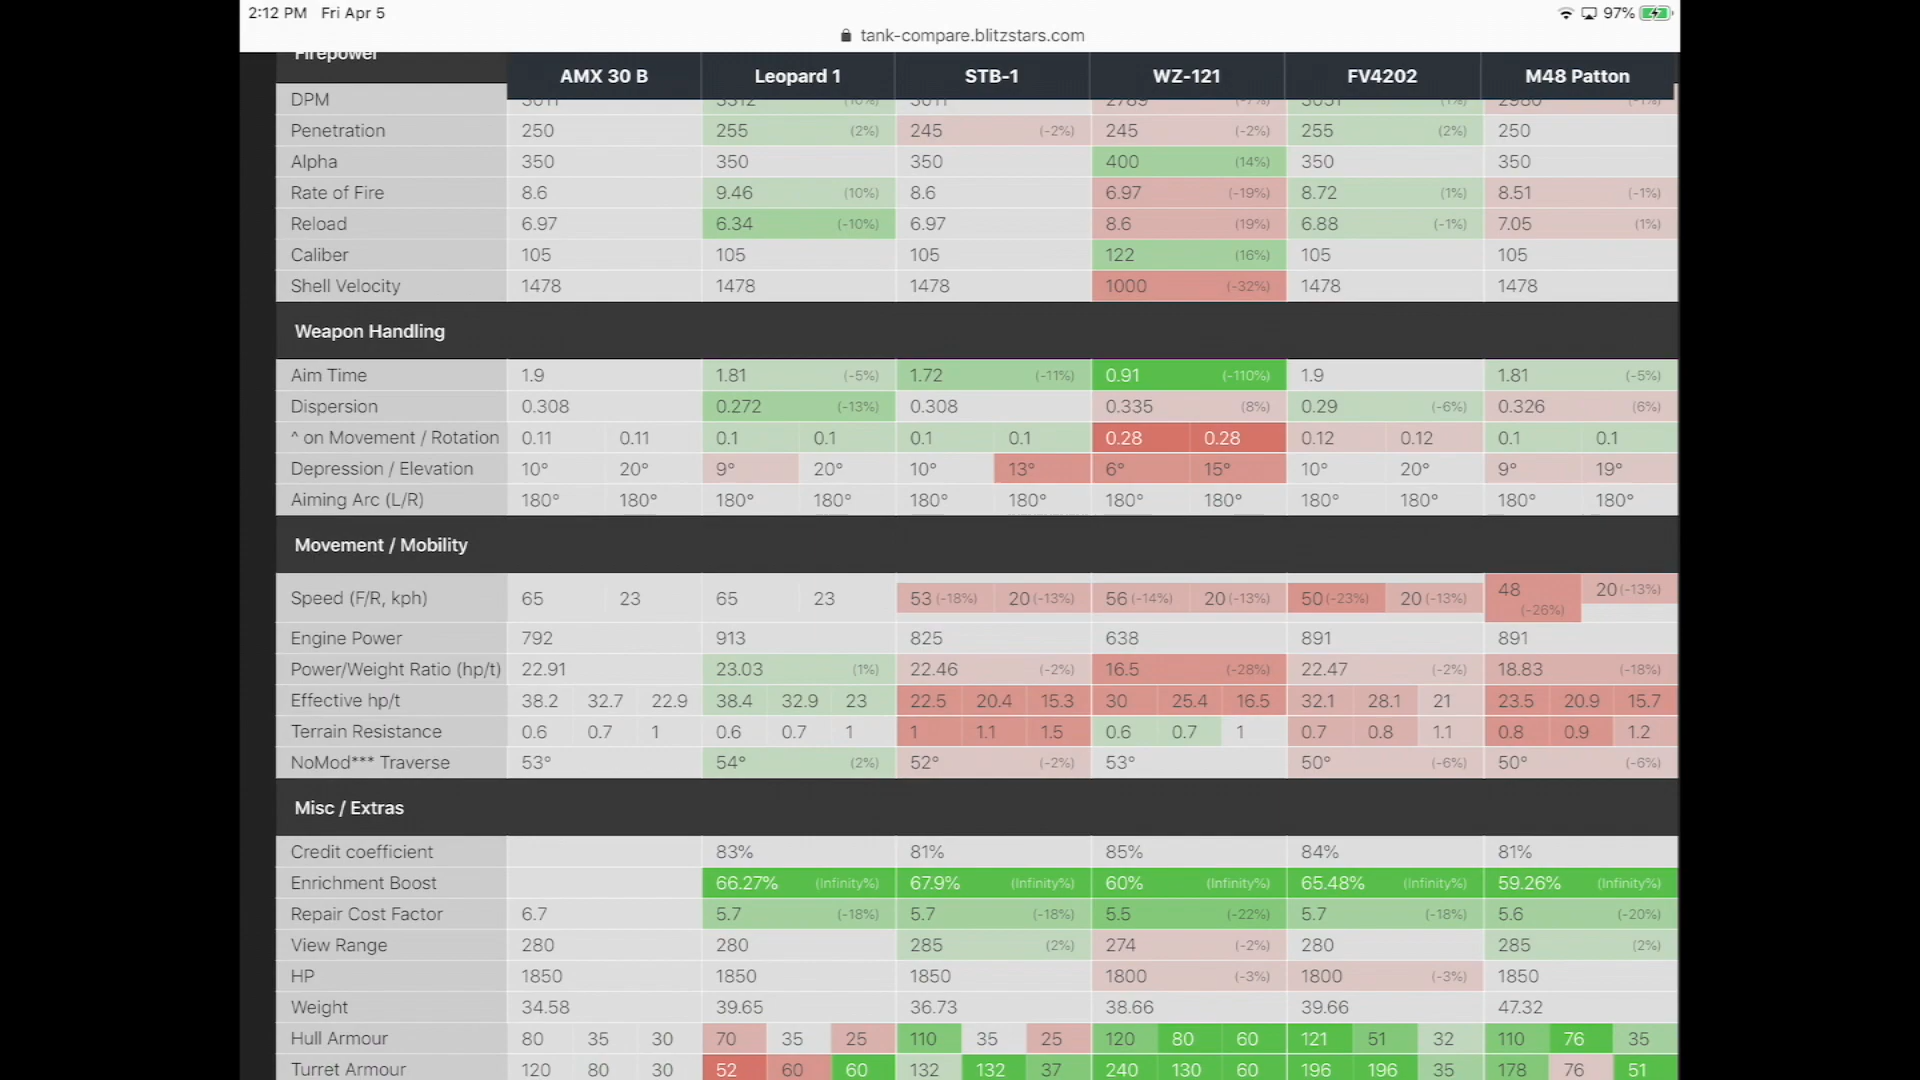 2:12 PM Fri Apr 5 97%
tank-compare.blitzstars.com
Firepower
AMX 30 B Leopard 1 STB-1 WZ-121 FV4202 M48 Patton
DPM 3011 3312 (10%) 3011 2789 (-7%) 3051 (1%) 2980 (-1%)
Penetration 250 255 (2%) 245 (-2%) 245 (-2%) 255 (2%) 250
Alpha 350 350 350 400 (14%) 350 350
Rate of Fire 8.6 9.46 (10%) 8.6 6.97 (-19%) 8.72 (1%) 8.51 (-1%)
Reload 6.97 6.34 (-10%) 6.97 8.6 (19%) 6.88 (-1%) 7.05 (1%)
Caliber 105 105 105 122 (16%) 105 105
Shell Velocity 1478 1478 1478 1000 (-32%) 1478 1478
Weapon Handling
Aim Time 1.9 1.81 (-5%) 1.72 (-11%) 0.91 (-110%) 1.9 1.81 (-5%)
Dispersion 0.308 0.272 (-13%) 0.308 0.335 (8%) 0.29 (-6%) 0.326 (6%)
^ on Movement / Rotation 0.11 0.11 0.1 0.1 0.1 0.1 0.28 0.28 0.12 0.12 0.1 0.1
Depression / Elevation 10° 20° 9° 20° 10° 13° 6° 15° 10° 20° 9° 19°
Aiming Arc (L/R) 180° 180° 180° 180° 180° 180° 180° 180° 180° 180° 180° 180°
Movement / Mobility
Speed (F/R, kph) 65 23 65 23 53 (-18%) 20 (-13%) 56 (-14%) 20 (-13%) 50 (-23%) 20 (-13%) 48 (-26%) 20 (-13%)
Engine Power 792 913 825 638 891 891
Power/Weight Ratio (hp/t) 22.91 23.03 (1%) 22.46 (-2%) 16.5 (-28%) 22.47 (-2%) 18.83 (-18%)
Effective hp/t 38.2 32.7 22.9 38.4 32.9 23 22.5 20.4 15.3 30 25.4 16.5 32.1 28.1 21 23.5 20.9 15.7
Terrain Resistance 0.6 0.7 1 0.6 0.7 1 1 1.1 1.5 0.6 0.7 1 0.7 0.8 1.1 0.8 0.9 1.2
NoMod*** Traverse 53° 54° (2%) 52° (-2%) 53° 50° (-6%) 50° (-6%)
Misc / Extras
Credit coefficient 83% 81% 85% 84% 81%
Enrichment Boost 66.27% (Infinity%) 67.9% (Infinity%) 60% (Infinity%) 65.48% (Infinity%) 59.26% (Infinity%)
Repair Cost Factor 6.7 5.7 (-18%) 5.7 (-18%) 5.5 (-22%) 5.7 (-18%) 5.6 (-20%)
View Range 280 280 285 (2%) 274 (-2%) 280 285 (2%)
HP 1850 1850 1850 1800 (-3%) 1800 (-3%) 1850
Weight 34.58 39.65 36.73 38.66 39.66 47.32
Hull Armour 80 35 30 70 35 25 110 35 25 120 80 60 121 51 32 110 76 35
Turret Armour 120 80 30 52 60 60 132 132 37 240 130 60 196 196 35 178 76 51